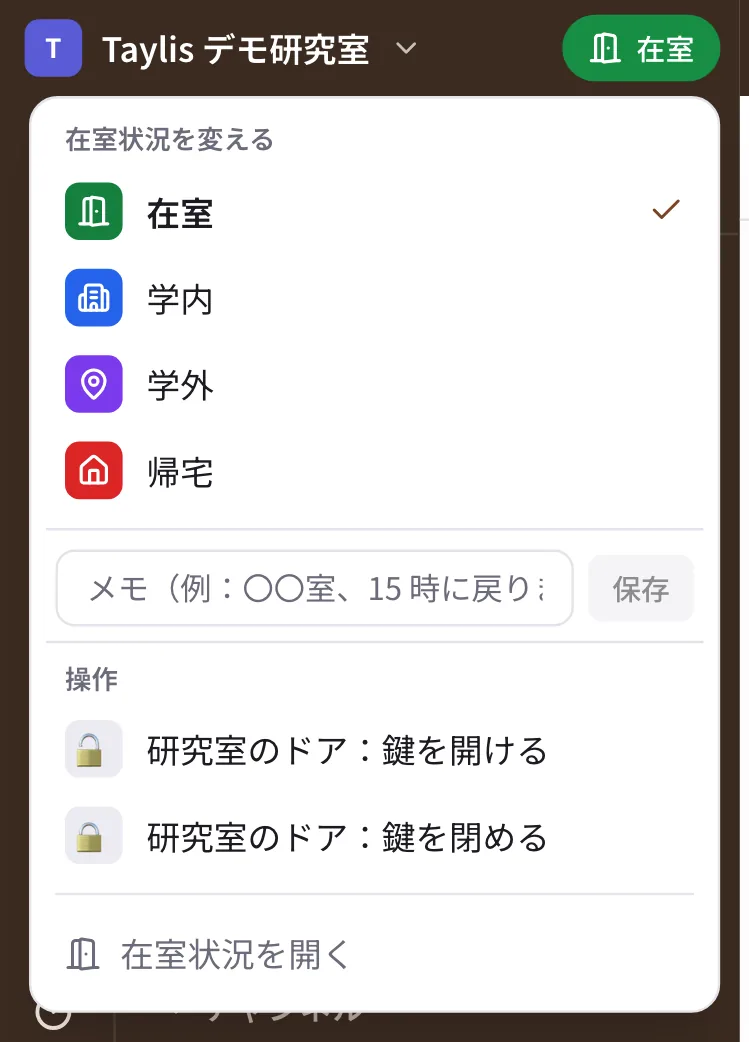 T
Taylis デモ研究室
在室
在室状況を変える
在室
学内
学外
帰宅
メモ（例：〇〇室、15 時に戻り
保存
操作
研究室のドア：鍵を開ける
研究室のドア：鍵を閉める
在室状況を開く